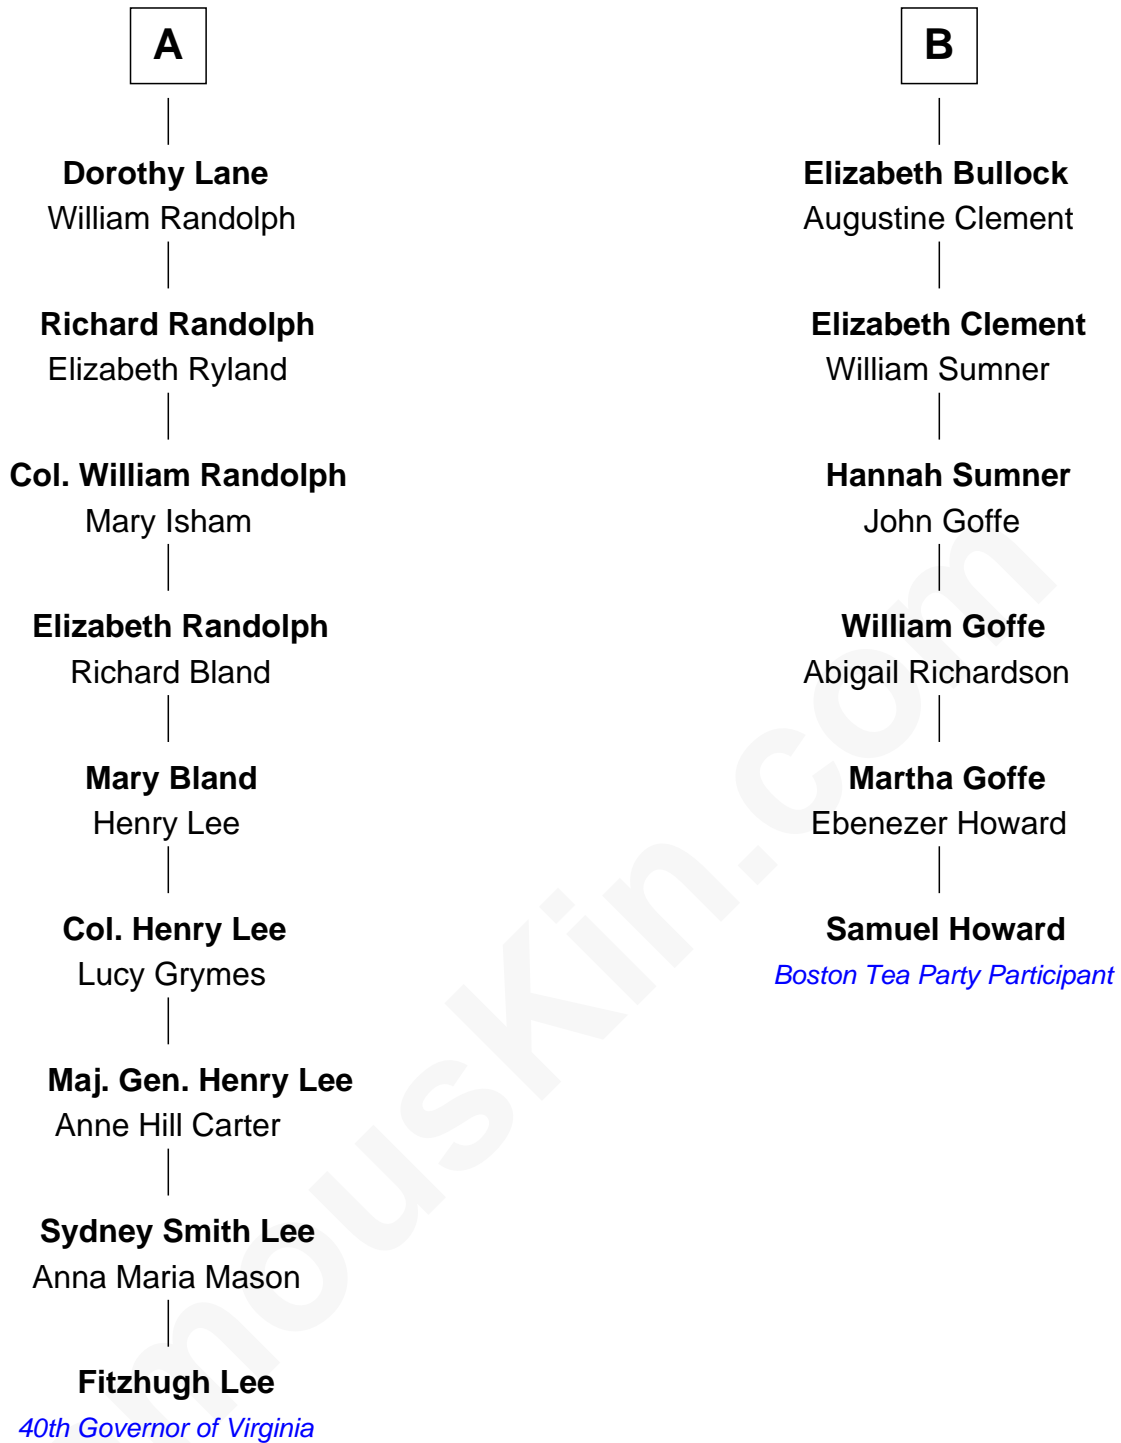 A
Dorothy Lane
William Randolph
Richard Randolph
Elizabeth Ryland
Col. William Randolph
Mary Isham
Elizabeth Randolph
Richard Bland
Mary Bland
Henry Lee
Col. Henry Lee
Lucy Grymes
Maj. Gen. Henry Lee
Anne Hill Carter
Sydney Smith Lee
Anna Maria Mason
Fitzhugh Lee
40th Governor of Virginia
B
Elizabeth Bullock
Augustine Clement
Elizabeth Clement
William Sumner
Hannah Sumner
John Goffe
William Goffe
Abigail Richardson
Martha Goffe
Ebenezer Howard
Samuel Howard
Boston Tea Party Participant
mousKin.com